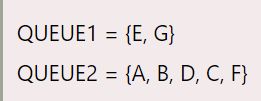 QUEUE1 = {E, G}
QUEUE2 = {A, B, D, C, F}